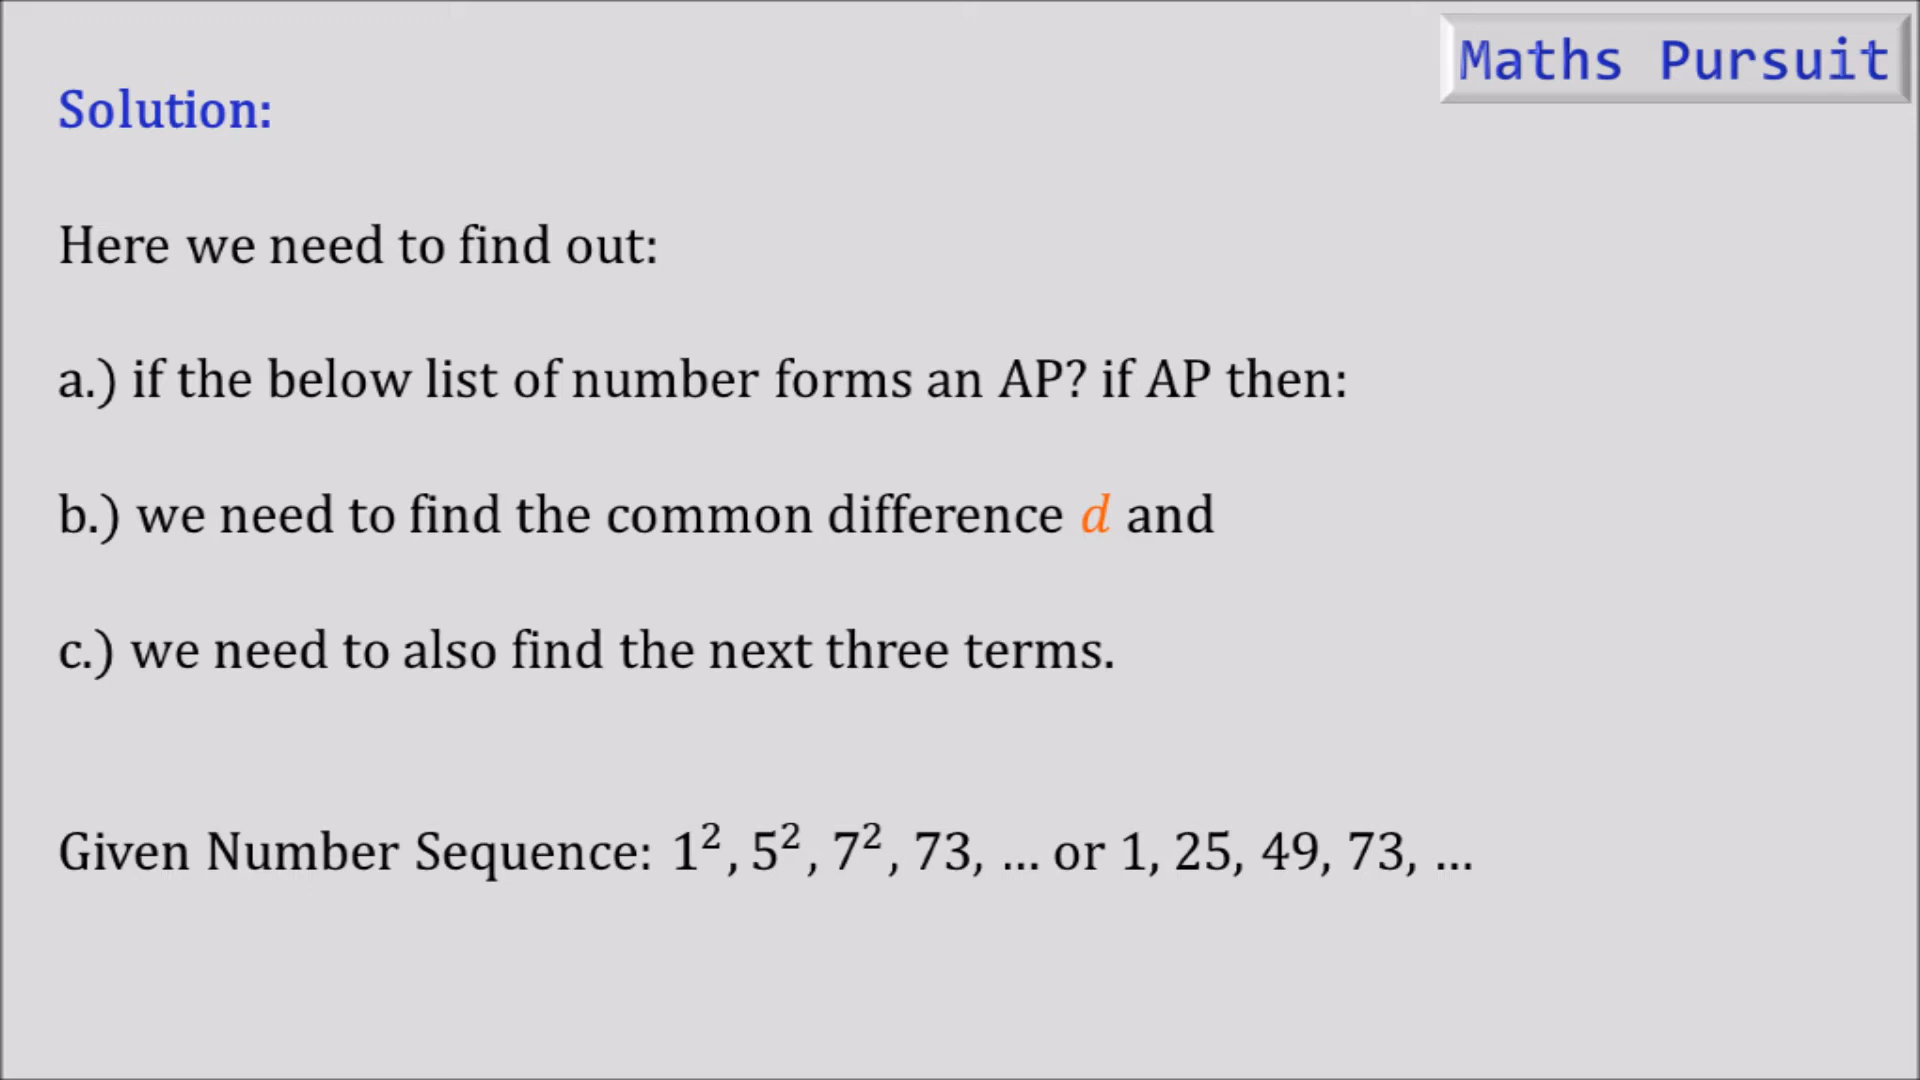 Maths Pursuit
Solution:
Here we need to find out:
a.) if the below list of number forms an AP? if AP then:
b.) we need to find the common difference d and
c.) we need to also find the next three terms.
Given Number Sequence: 1², 5², 7², 73, … or 1, 25, 49, 73, …